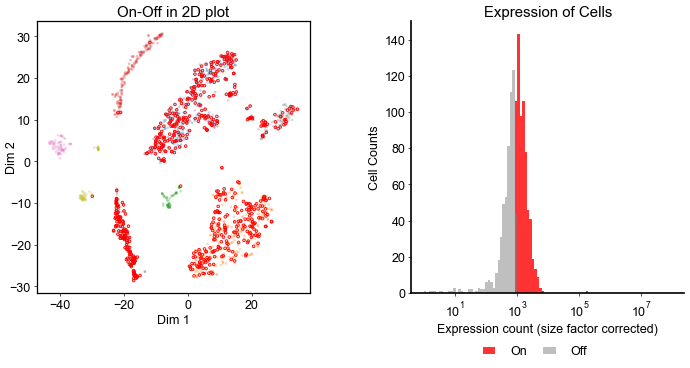 On-Off in 2D plot
30
20
10
0
−10
−20
−30
Dim 2
−40 −20 0 20
Dim 1
Expression of Cells
140
120
100
80
60
40
20
0
Cell Counts
10^1 10^3 10^5 10^7
Expression count (size factor corrected)
On Off